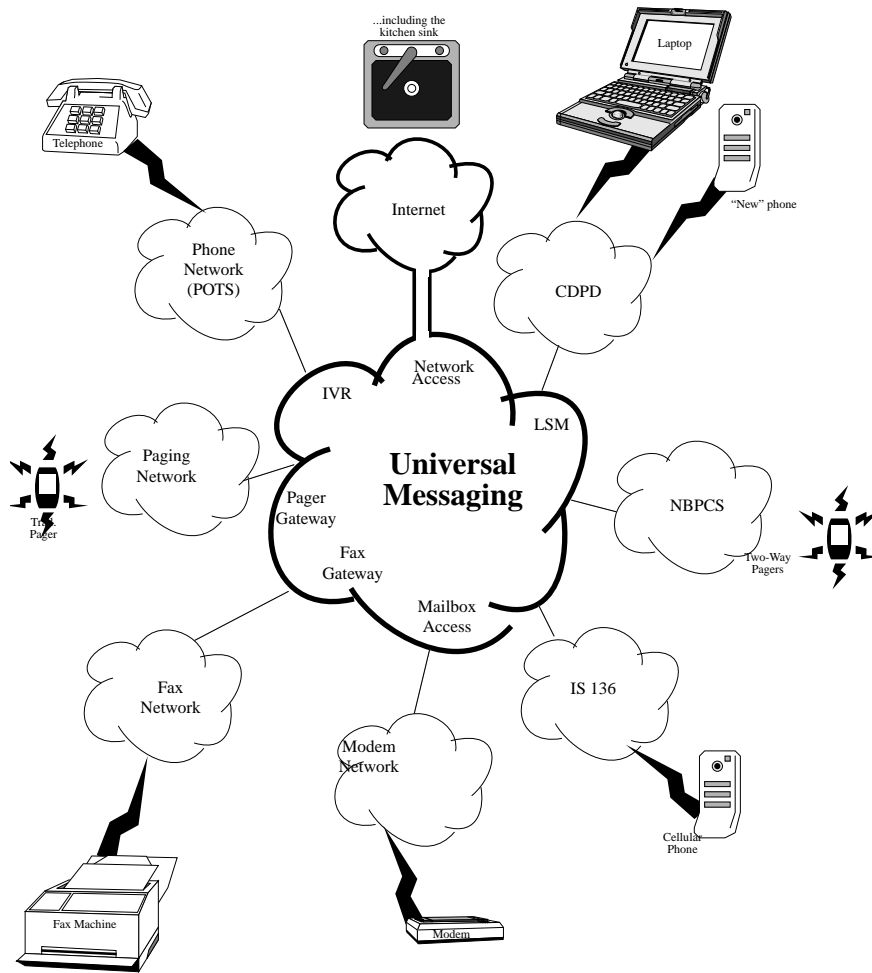 ...including the
kitchen sink
Laptop
Telephone
"New" phone
Internet
Phone
Network
(POTS)
CDPD
Network
Access
IVR
LSM
Paging
Network
Universal
Messaging
Pager
Gateway
NBPCS
Trad.
Pager
Two-Way
Pagers
Fax
Gateway
Mailbox
Access
Fax
Network
IS 136
Modem
Network
Cellular
Phone
Fax Machine
Modem